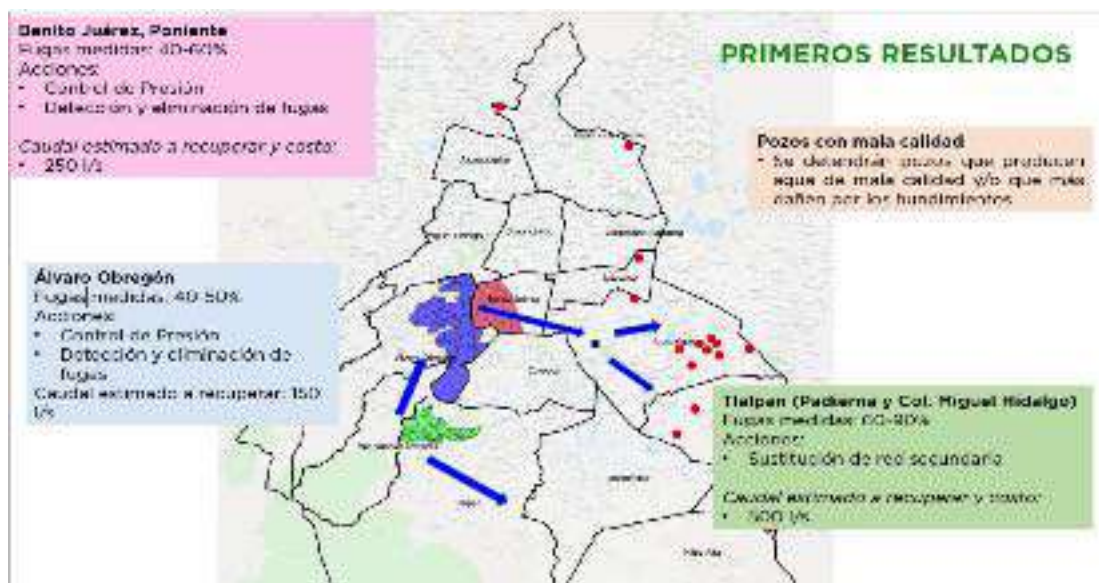 Benito Juárez, Poniente
Fugas medidas: 40-60%
Acciones:
• Control de Presión
• Detección y eliminación de fugas
Caudal estimado a recuperar y costo:
• 250 l/s
PRIMEROS RESULTADOS
Pozos con mala calidad
• Se detendrán pozos que producen
agua de mala calidad y/o que más
dañen por los hundimientos
Álvaro Obregón
Fugas medidas: 40-50%
Acciones:
• Control de Presión
• Detección y eliminación de
fugas
Caudal estimado a recuperar: 150
l/s
Tlalpan (Padierna y Col. Miguel Hidalgo)
Fugas medidas: 60-90%
Acciones:
• Sustitución de red secundaria
Caudal estimado a recuperar y costo:
• 500 l/s